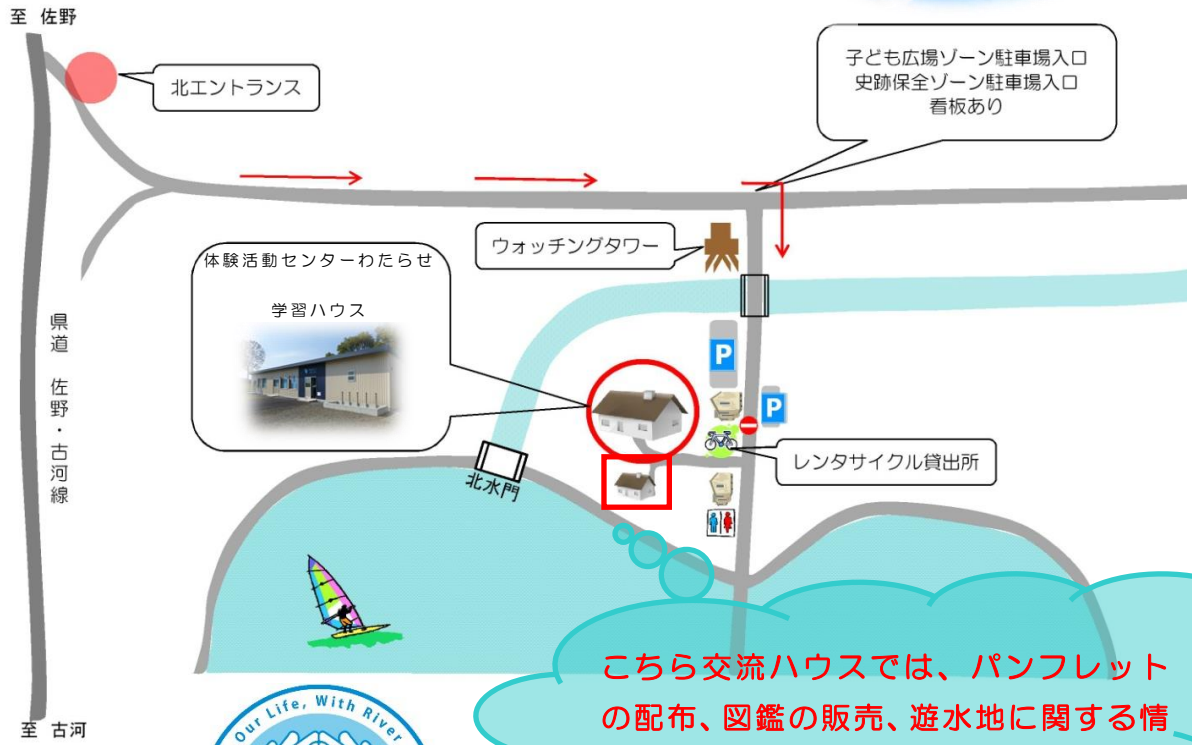 至 佐野
北エントランス
子ども広場ゾーン駐車場入口
史跡保全ゾーン駐車場入口
看板あり
ウォッチングタワー
体験活動センターわたらせ
学習ハウス
県道 佐野・古河線
P
P
レンタサイクル貸出所
北水門
こちら交流ハウスでは、パンフレット
の配布、図鑑の販売、遊水地に関する情
Our Life, With River
至 古河